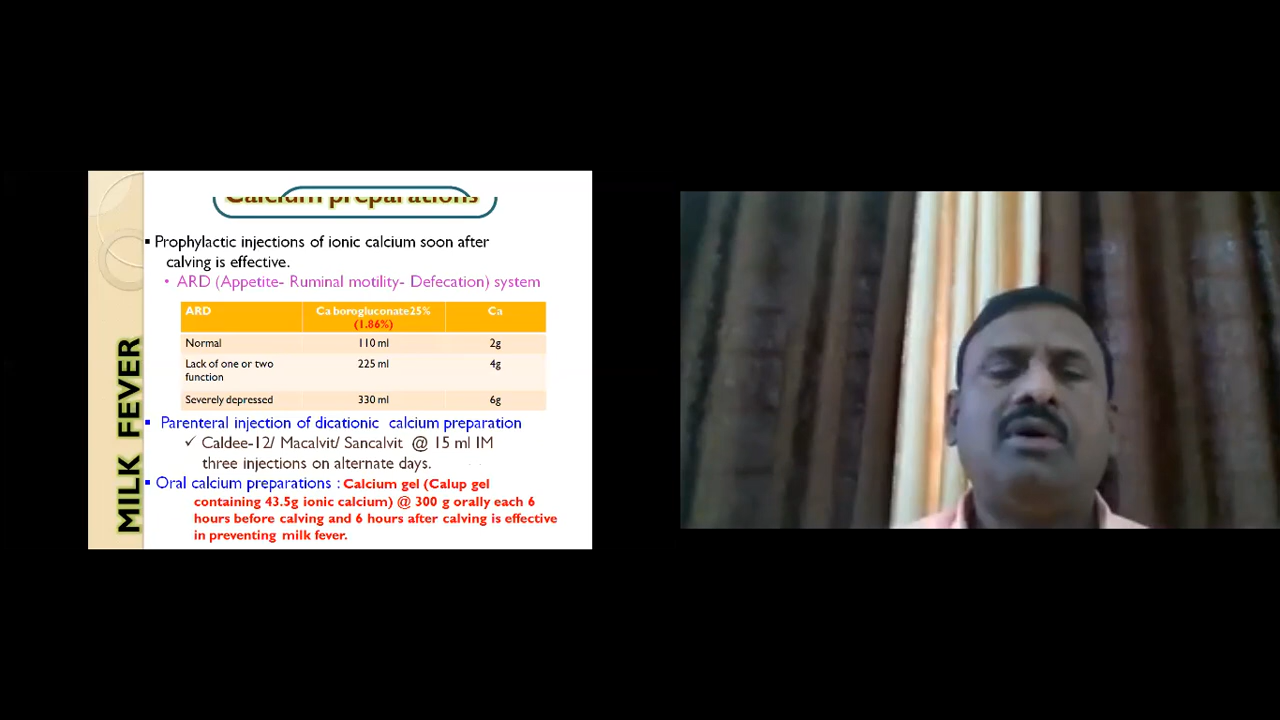 Calcium preparations
▪ Prophylactic injections of ionic calcium soon after
calving is effective.
• ARD (Appetite- Ruminal motility- Defecation) system
ARD Ca borogluconate25% Ca
(1.86%)
Normal 110 ml 2g
Lack of one or two 225 ml 4g
function
Severely depressed 330 ml 6g
▪ Parenteral injection of dicationic calcium preparation
✓ Caldee-12/ Macalvit/ Sancalvit @ 15 ml IM
three injections on alternate days.
▪ Oral calcium preparations : Calcium gel (Calup gel
containing 43.5g ionic calcium) @ 300 g orally each 6
hours before calving and 6 hours after calving is effective
in preventing milk fever.
MILK FEVER